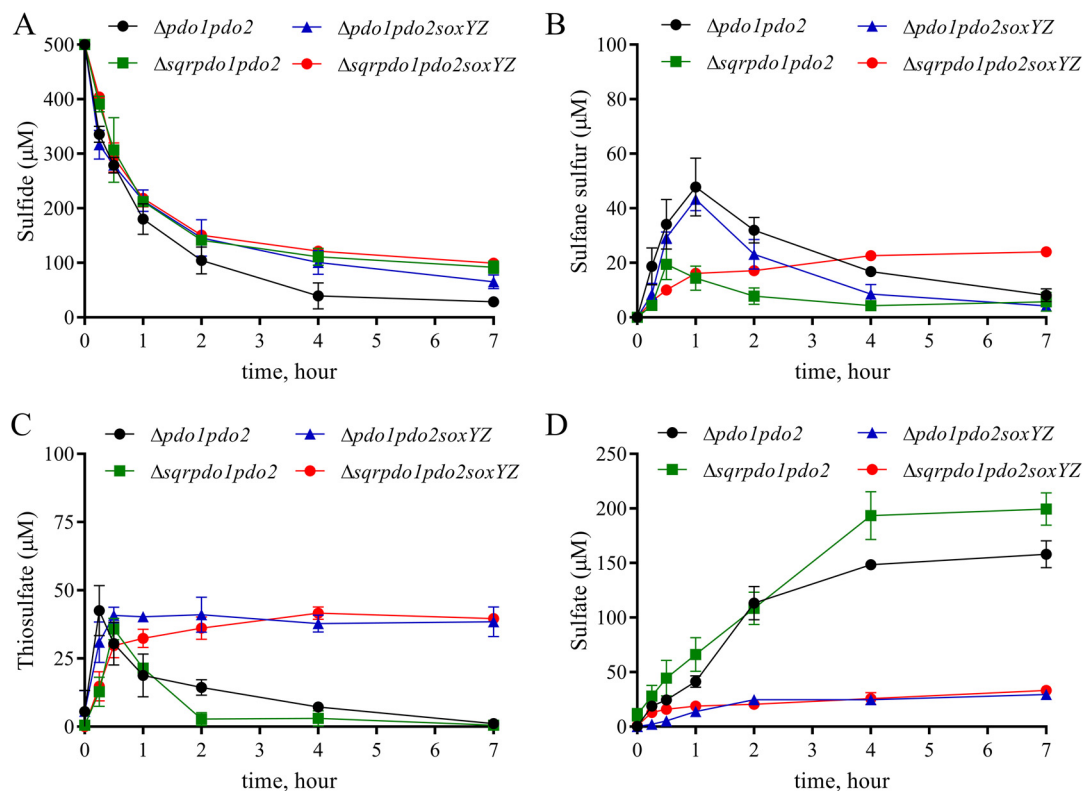 A
Δpdo1pdo2
Δpdo1pdo2soxYZ
Δsqrpdo1pdo2
Δsqrpdo1pdo2soxYZ
Sulfide (μM)
500
400
300
200
100
0
0 1 2 3 4 5 6 7
time, hour
B
Δpdo1pdo2
Δpdo1pdo2soxYZ
Δsqrpdo1pdo2
Δsqrpdo1pdo2soxYZ
Sulfane sulfur (μM)
100
80
60
40
20
0
0 1 2 3 4 5 6 7
time, hour
C
Δpdo1pdo2
Δpdo1pdo2soxYZ
Δsqrpdo1pdo2
Δsqrpdo1pdo2soxYZ
Thiosulfate (μM)
100
75
50
25
0
0 1 2 3 4 5 6 7
time, hour
D
Δpdo1pdo2
Δpdo1pdo2soxYZ
Δsqrpdo1pdo2
Δsqrpdo1pdo2soxYZ
Sulfate (μM)
250
200
150
100
50
0
0 1 2 3 4 5 6 7
time, hour